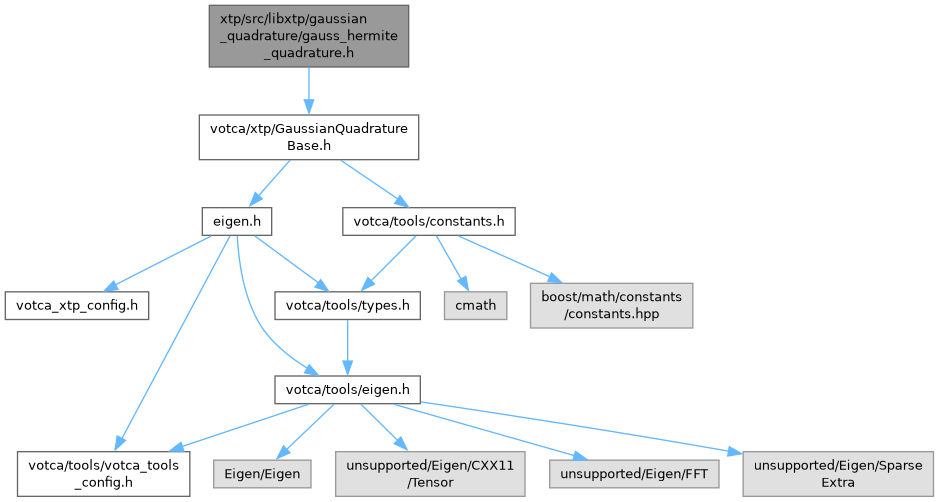 xtp/src/libxtp/gaussian
_quadrature/gauss_hermite
_quadrature.h
votca/xtp/GaussianQuadrature
Base.h
eigen.h
votca/tools/constants.h
votca_xtp_config.h
votca/tools/types.h
cmath
boost/math/constants
/constants.hpp
votca/tools/eigen.h
votca/tools/votca_tools
_config.h
Eigen/Eigen
unsupported/Eigen/CXX11
/Tensor
unsupported/Eigen/FFT
unsupported/Eigen/Sparse
Extra